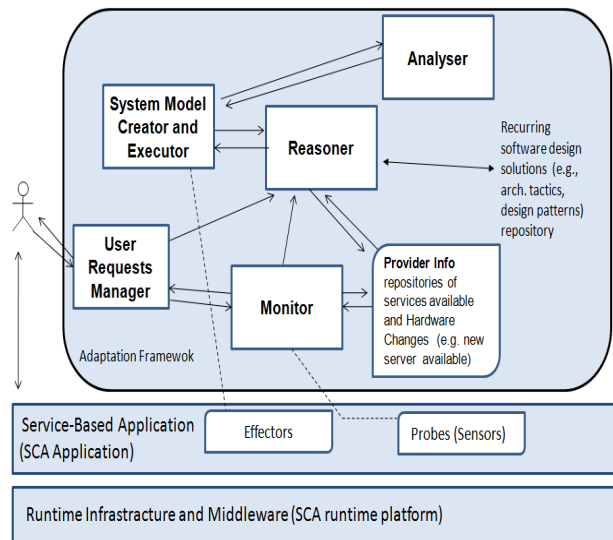 Analyser
System Model
Creator and
Executor
Reasoner
Recurring
software design
solutions (e.g.,
arch. tactics,
design patterns)
repository
User
Requests
Manager
Monitor
Provider Info
repositories of
services available
and Hardware
Changes (e.g. new
server available)
Adaptation Framewok
Service-Based Application
(SCA Application)
Effectors
Probes (Sensors)
Runtime Infrastracture and Middleware (SCA runtime platform)